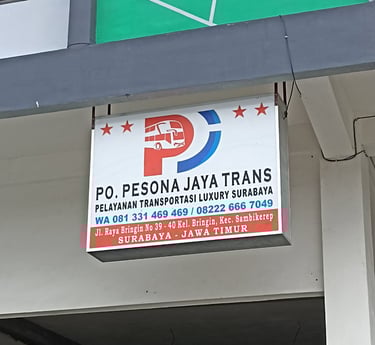 PO. PESONA JAYA TRANS
PELAYANAN TRANSPORTASI LUXURY SURABAYA
WA 081 331 469 469 / 08222 666 7049
Jl. Raya Bringin No 39 - 40 Kel. Bringin, Kec. Sambikerep
SURABAYA - JAWA TIMUR